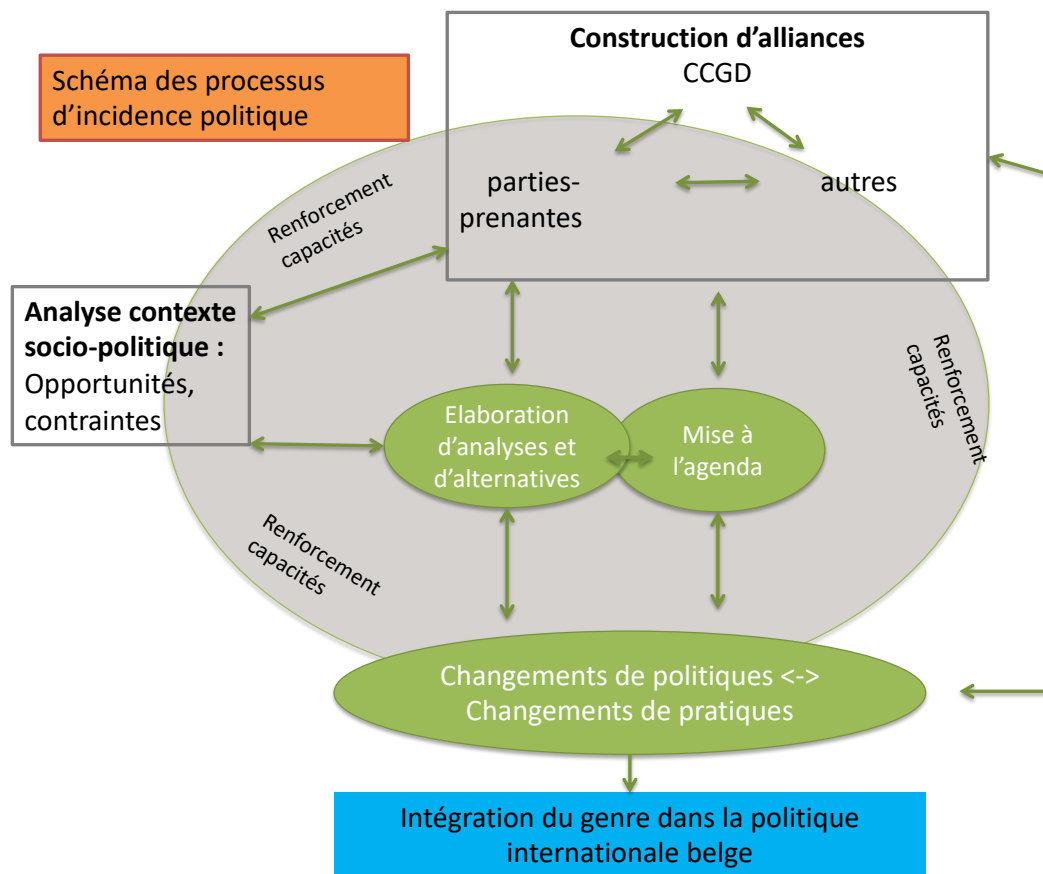 Schéma des processus
d’incidence politique
Construction d’alliances
CCGD
parties-
prenantes
autres
Renforcement
capacités
Analyse contexte
socio-politique :
Opportunités,
contraintes
Renforcement
capacités
Elaboration
d’analyses et
d’alternatives
Mise à
l’agenda
Renforcement
capacités
Changements de politiques <->
Changements de pratiques
Intégration du genre dans la politique
internationale belge